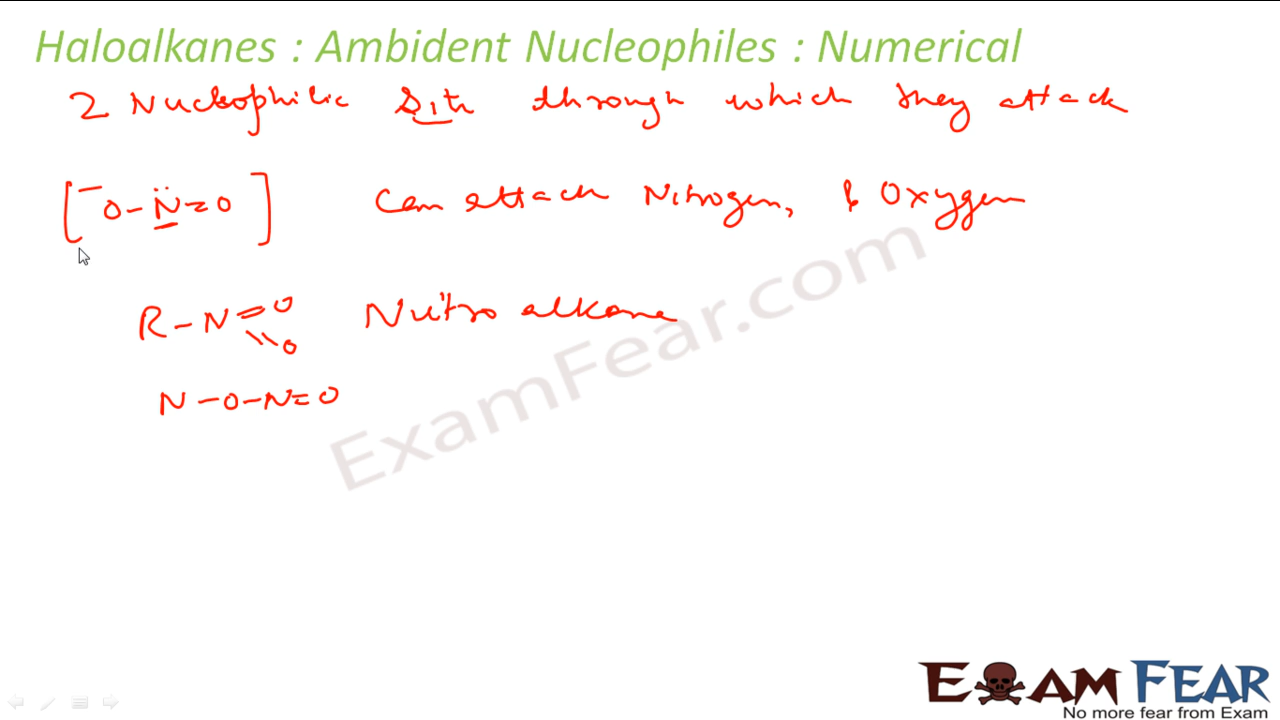 Haloalkanes : Ambident Nucleophiles : Numerical
2 Nucleophilic Site through which they attack
[⁻O-N̈=O] Can attack Nitrogen, & Oxygen
R-N=O Nitro alkane
=O
N-O-N=O
ExamFear.com
EXAM FEAR
No more fear from Exam